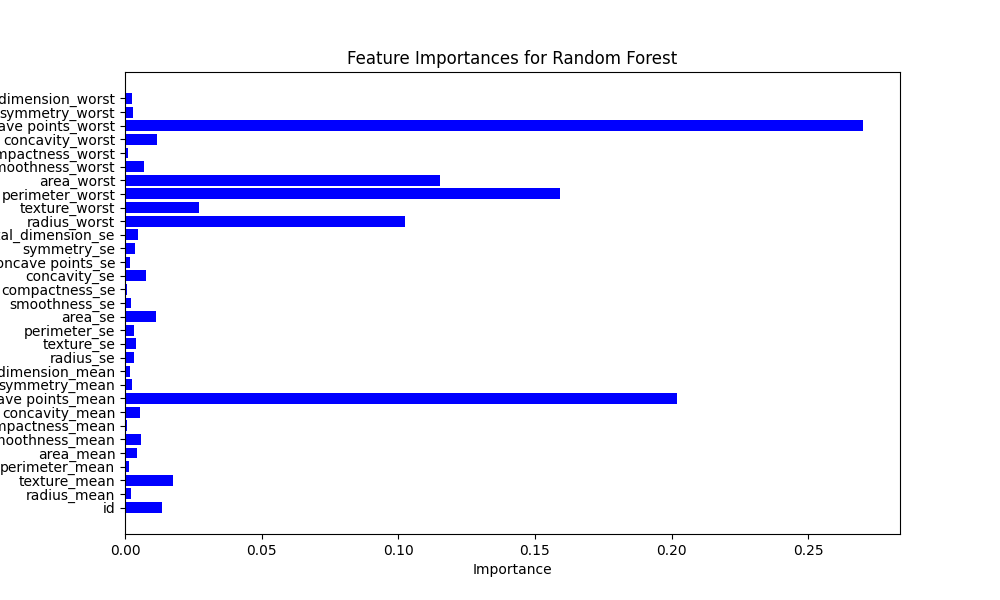 Feature Importances for Random Forest
dimension_worst
symmetry_worst
ave points_worst
concavity_worst
mpactness_worst
moothness_worst
area_worst
perimeter_worst
texture_worst
radius_worst
tal_dimension_se
symmetry_se
oncave points_se
concavity_se
compactness_se
smoothness_se
area_se
perimeter_se
texture_se
radius_se
dimension_mean
symmetry_mean
ave points_mean
concavity_mean
mpactness_mean
moothness_mean
area_mean
perimeter_mean
texture_mean
radius_mean
id
0.00 0.05 0.10 0.15 0.20 0.25
Importance